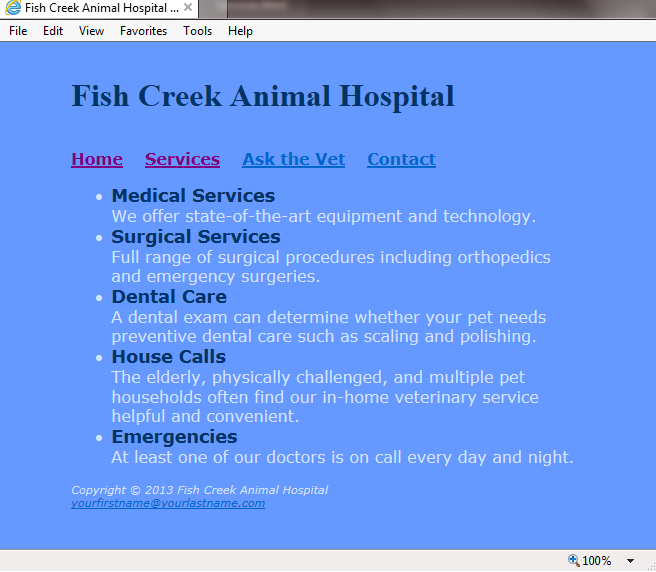 Fish Creek Animal Hospital ...
File Edit View Favorites Tools Help
Fish Creek Animal Hospital
Home Services Ask the Vet Contact
Medical Services
We offer state-of-the-art equipment and technology.
Surgical Services
Full range of surgical procedures including orthopedics
and emergency surgeries.
Dental Care
A dental exam can determine whether your pet needs
preventive dental care such as scaling and polishing.
House Calls
The elderly, physically challenged, and multiple pet
households often find our in-home veterinary service
helpful and convenient.
Emergencies
At least one of our doctors is on call every day and night.
Copyright © 2013 Fish Creek Animal Hospital
yourfirstname@yourlastname.com
100%